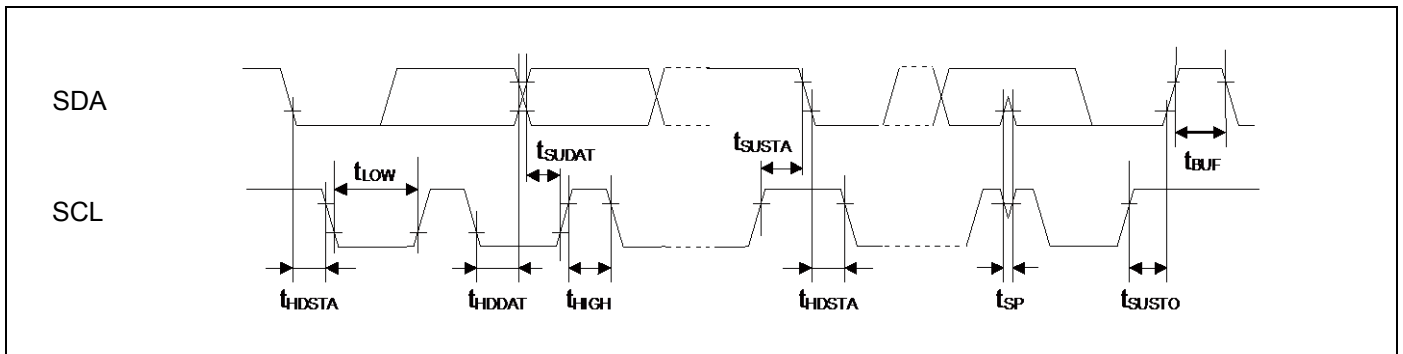 SDA
tSUDAT
tSUSTA
tBUF
tLOW
SCL
tHDSTA
tHDDAT
tHIGH
tHDSTA
tSP
tSUSTO